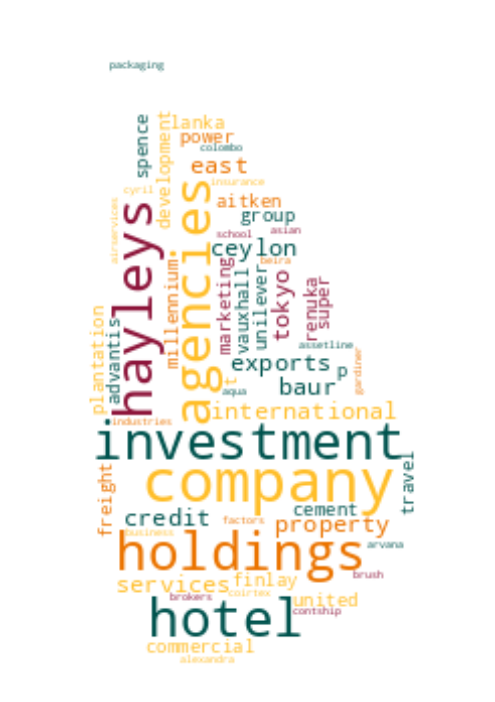 packaging
spence
lanka
development
power
colombo
east
insurance
cyril
aitken
group
airservices
hayleys
agencies
school
asian
ceylon
beira
millennium
marketing
vauxhall
unilever
tokyo
renuka
super
plantation
advantis
assetline
exports
p
gardiner
t
baur
aqua
international
industries
investment
company
travel
freight
cement
credit
factors
property
business
holdings
arvana
brush
services
finlay
coirtex
brokers
united
hotel
contship
commercial
alexandra